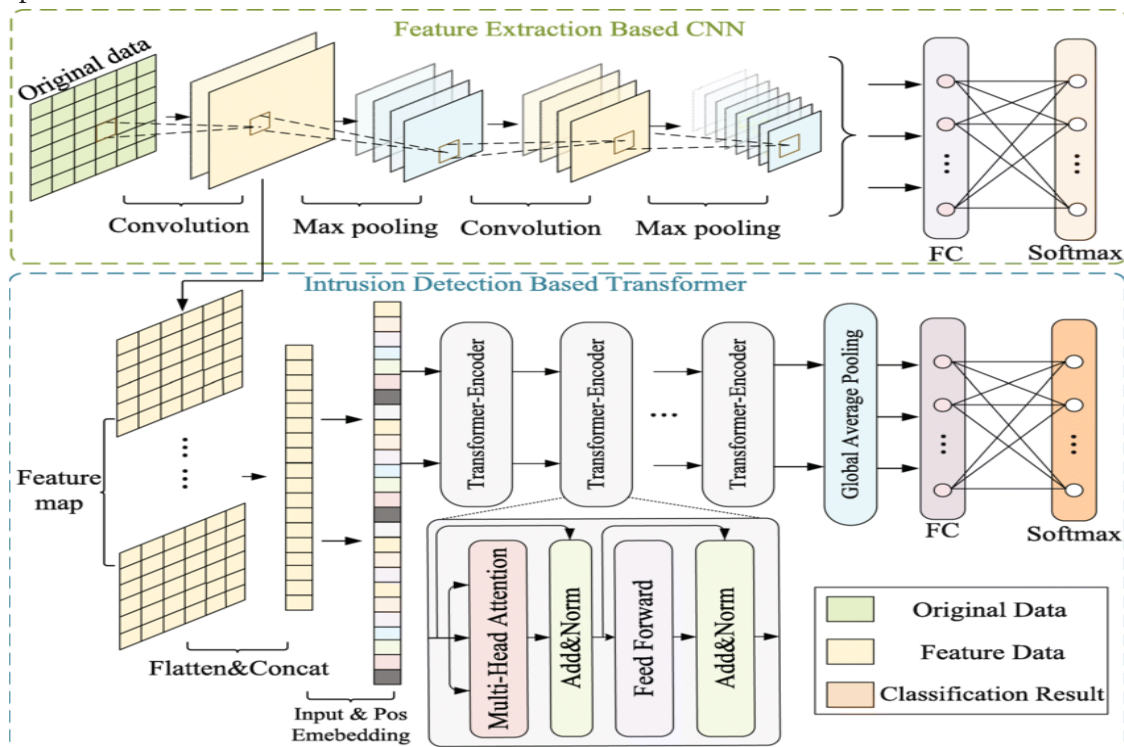 Feature Extraction Based CNN
Original data
Convolution
Max pooling
Convolution
Max pooling
FC
Softmax
Intrusion Detection Based Transformer
Feature
map
Flatten&Concat
Input & Pos
Emebedding
Transformer-Encoder
Transformer-Encoder
Transformer-Encoder
Global Average Pooling
FC
Softmax
Multi-Head Attention
Add&Norm
Feed Forward
Add&Norm
Original Data
Feature Data
Classification Result